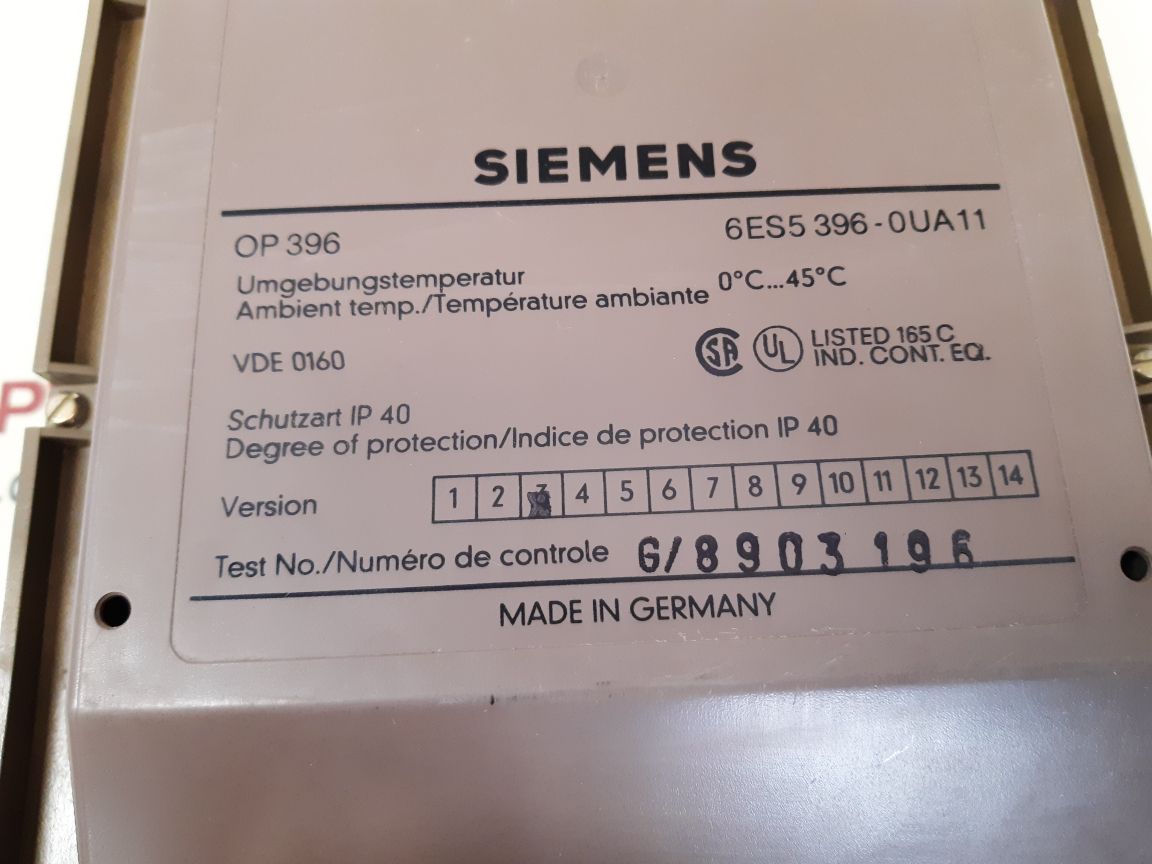 SIEMENS
OP 396 6ES5 396-0UA11
Umgebungstemperatur
Ambient temp./Température ambiante 0°C...45°C
VDE 0160 SA UL LISTED 165 C
IND. CONT. EQ.
Schutzart IP 40
Degree of protection/Indice de protection IP 40
Version 1 2 3 4 5 6 7 8 9 10 11 12 13 14
Test No./Numéro de controle G/8903196
MADE IN GERMANY
P